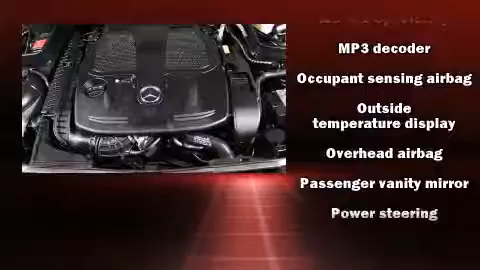 MP3 decoder
Occupant sensing airbag
Outside
temperature display
Overhead airbag
Passenger vanity mirror
Power steering